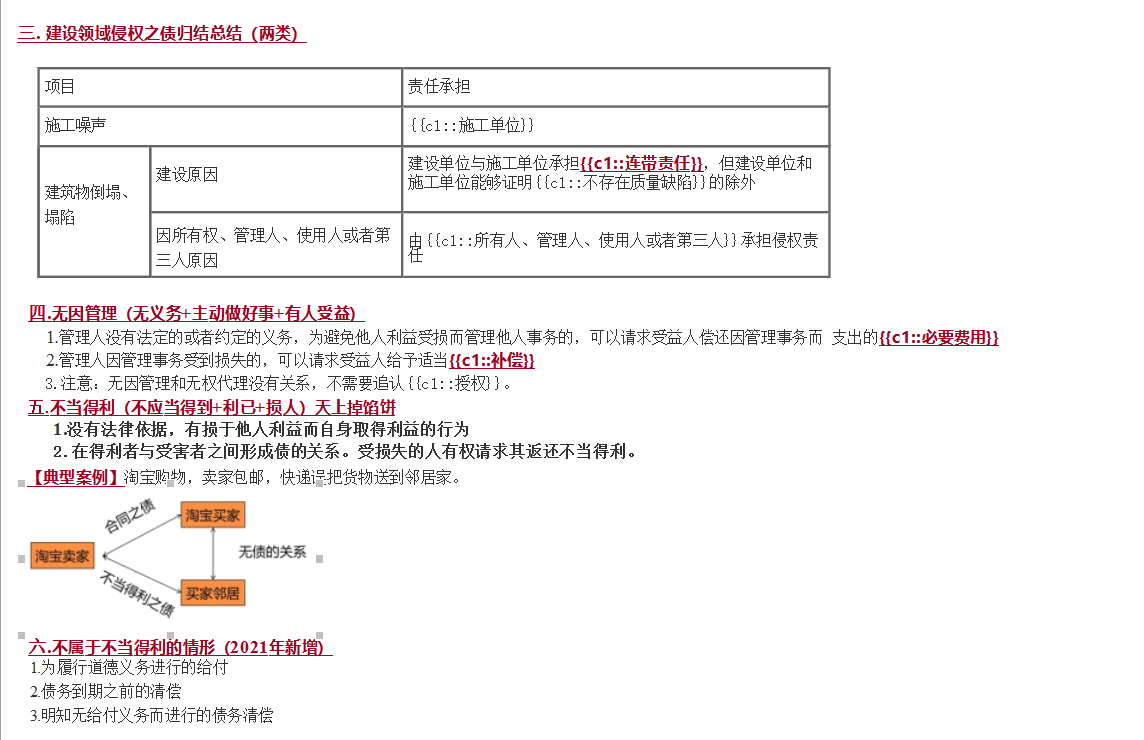 三. 建设领域侵权之债归结总结（两类）
项目
责任承担
施工噪声
{{c1::施工单位}}
建筑物倒塌、
塌陷
建设原因
建设单位与施工单位承担{{c1::连带责任}}，但建设单位和
施工单位能够证明{{c1::不存在质量缺陷}}的除外
因所有权、管理人、使用人或者第
三人原因
由{{c1::所有人、管理人、使用人或者第三人}}承担侵权责
任
四.无因管理（无义务+主动做好事+有人受益）
1.管理人没有法定的或者约定的义务，为避免他人利益受损而管理他人事务的，可以请求受益人偿还因管理事务而 支出的{{c1::必要费用}}
2.管理人因管理事务受到损失的，可以请求受益人给予适当{{c1::补偿}}
3.注意：无因管理和无权代理没有关系，不需要追认{{c1::授权}}。
五.不当得利（不应当得到+利已+损人）天上掉馅饼
1.没有法律依据，有损于他人利益而自身取得利益的行为
2.在得利者与受害者之间形成债的关系。受损失的人有权请求其返还不当得利。
【典型案例】淘宝购物，卖家包邮，快递误把货物送到邻居家。
合同之债
淘宝买家
淘宝卖家
无债的关系
不当得利之债
买家邻居
六.不属于不当得利的情形（2021年新增）
1.为履行道德义务进行的给付
2.债务到期之前的清偿
3.明知无给付义务而进行的债务清偿